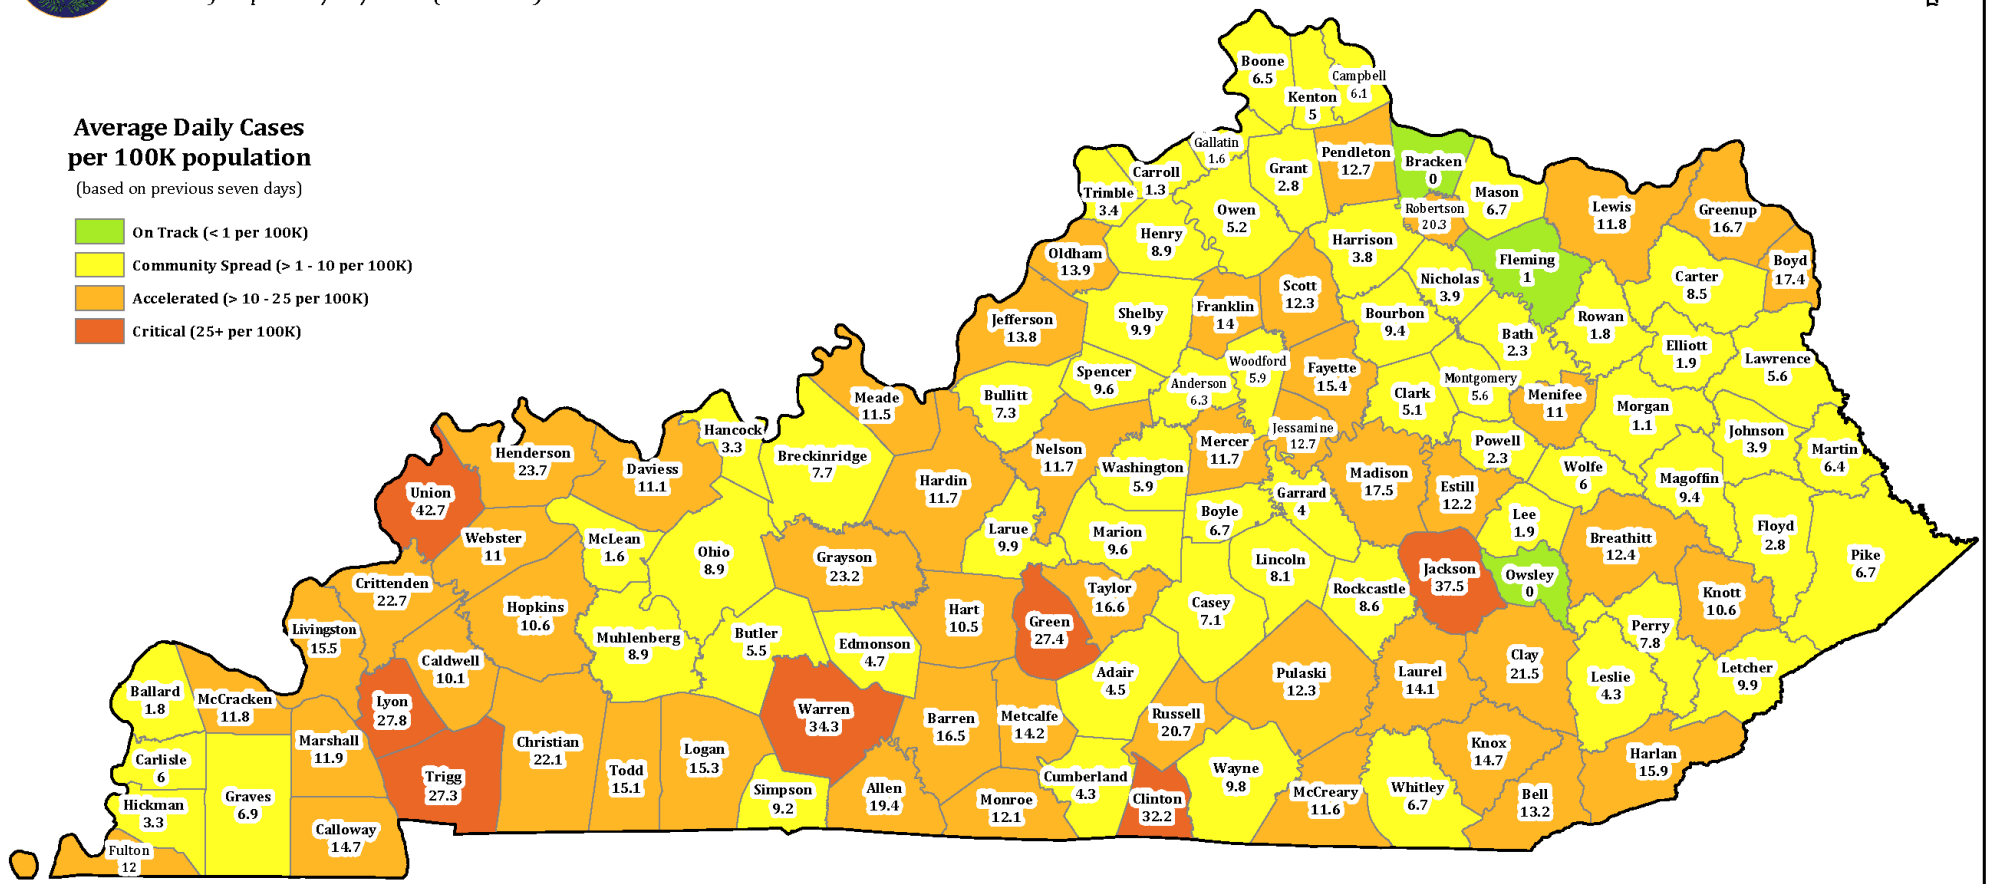 Average Daily Cases
per 100K population
(based on previous seven days)
On Track (< 1 per 100K)
Community Spread (> 1 - 10 per 100K)
Accelerated (> 10 - 25 per 100K)
Critical (25+ per 100K)
Boone
6.5
Kenton
5
Campbell
6.1
Gallatin
1.6
Carroll
1.3
Trimble
3.4
Grant
2.8
Pendleton
12.7
Bracken
0
Mason
6.7
Robertson
20.3
Lewis
11.8
Greenup
16.7
Boyd
17.4
Owen
5.2
Henry
8.9
Oldham
13.9
Harrison
3.8
Fleming
1
Nicholas
3.9
Carter
8.5
Scott
12.3
Franklin
14
Shelby
9.9
Jefferson
13.8
Bourbon
9.4
Bath
2.3
Rowan
1.8
Elliott
1.9
Lawrence
5.6
Woodford
5.9
Fayette
15.4
Spencer
9.6
Anderson
6.3
Bullitt
7.3
Meade
11.5
Clark
5.1
Montgomery
5.6
Menifee
11
Morgan
1.1
Johnson
3.9
Martin
6.4
Hancock
3.3
Breckinridge
7.7
Henderson
23.7
Daviess
11.1
Union
42.7
Webster
11
McLean
1.6
Ohio
8.9
Grayson
23.2
Hardin
11.7
Nelson
11.7
Washington
5.9
Mercer
11.7
Jessamine
12.7
Garrard
4
Madison
17.5
Powell
2.3
Estill
12.2
Wolfe
6
Magoffin
9.4
Floyd
2.8
Pike
6.7
Larue
9.9
Marion
9.6
Boyle
6.7
Lincoln
8.1
Lee
1.9
Breathitt
12.4
Jackson
37.5
Owsley
0
Knott
10.6
Rockcastle
8.6
Casey
7.1
Taylor
16.6
Green
27.4
Hart
10.5
Edmonson
4.7
Butler
5.5
Muhlenberg
8.9
Hopkins
10.6
Crittenden
22.7
Livingston
15.5
Caldwell
10.1
Lyon
27.8
Ballard
1.8
McCracken
11.8
Marshall
11.9
Carlisle
6
Hickman
3.3
Graves
6.9
Fulton
12
Calloway
14.7
Trigg
27.3
Christian
22.1
Todd
15.1
Logan
15.3
Warren
34.3
Simpson
9.2
Allen
19.4
Barren
16.5
Metcalfe
14.2
Monroe
12.1
Adair
4.5
Russell
20.7
Cumberland
4.3
Clinton
32.2
Wayne
9.8
Pulaski
12.3
McCreary
11.6
Laurel
14.1
Whitley
6.7
Knox
14.7
Bell
13.2
Clay
21.5
Leslie
4.3
Perry
7.8
Letcher
9.9
Harlan
15.9